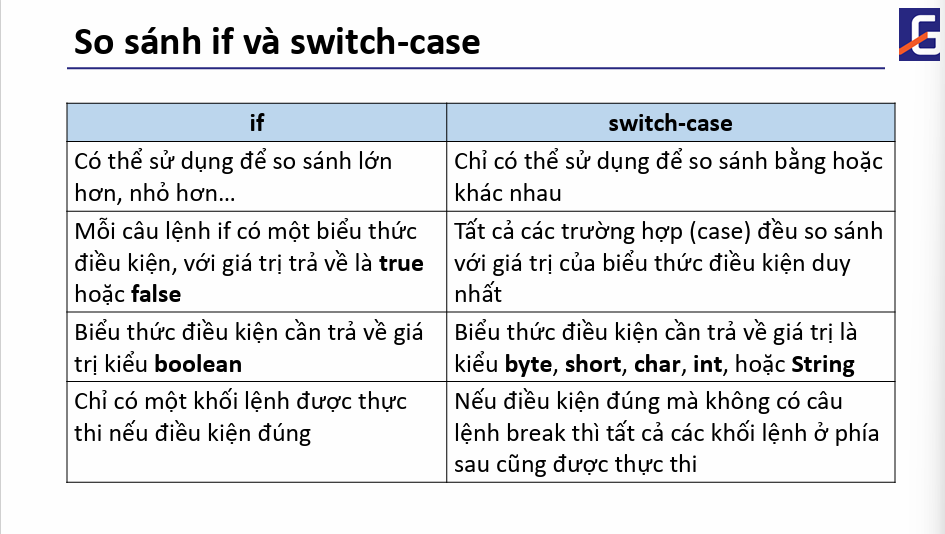 So sánh if và switch-case
if
switch-case
Có thể sử dụng để so sánh lớn
hơn, nhỏ hơn...
Chỉ có thể sử dụng để so sánh bằng hoặc
khác nhau
Mỗi câu lệnh if có một biểu thức
điều kiện, với giá trị trả về là true
hoặc false
Tất cả các trường hợp (case) đều so sánh
với giá trị của biểu thức điều kiện duy
nhất
Biểu thức điều kiện cần trả về giá
trị kiểu boolean
Biểu thức điều kiện cần trả về giá trị là
kiểu byte, short, char, int, hoặc String
Chỉ có một khối lệnh được thực
thi nếu điều kiện đúng
Nếu điều kiện đúng mà không có câu
lệnh break thì tất cả các khối lệnh ở phía
sau cũng được thực thi